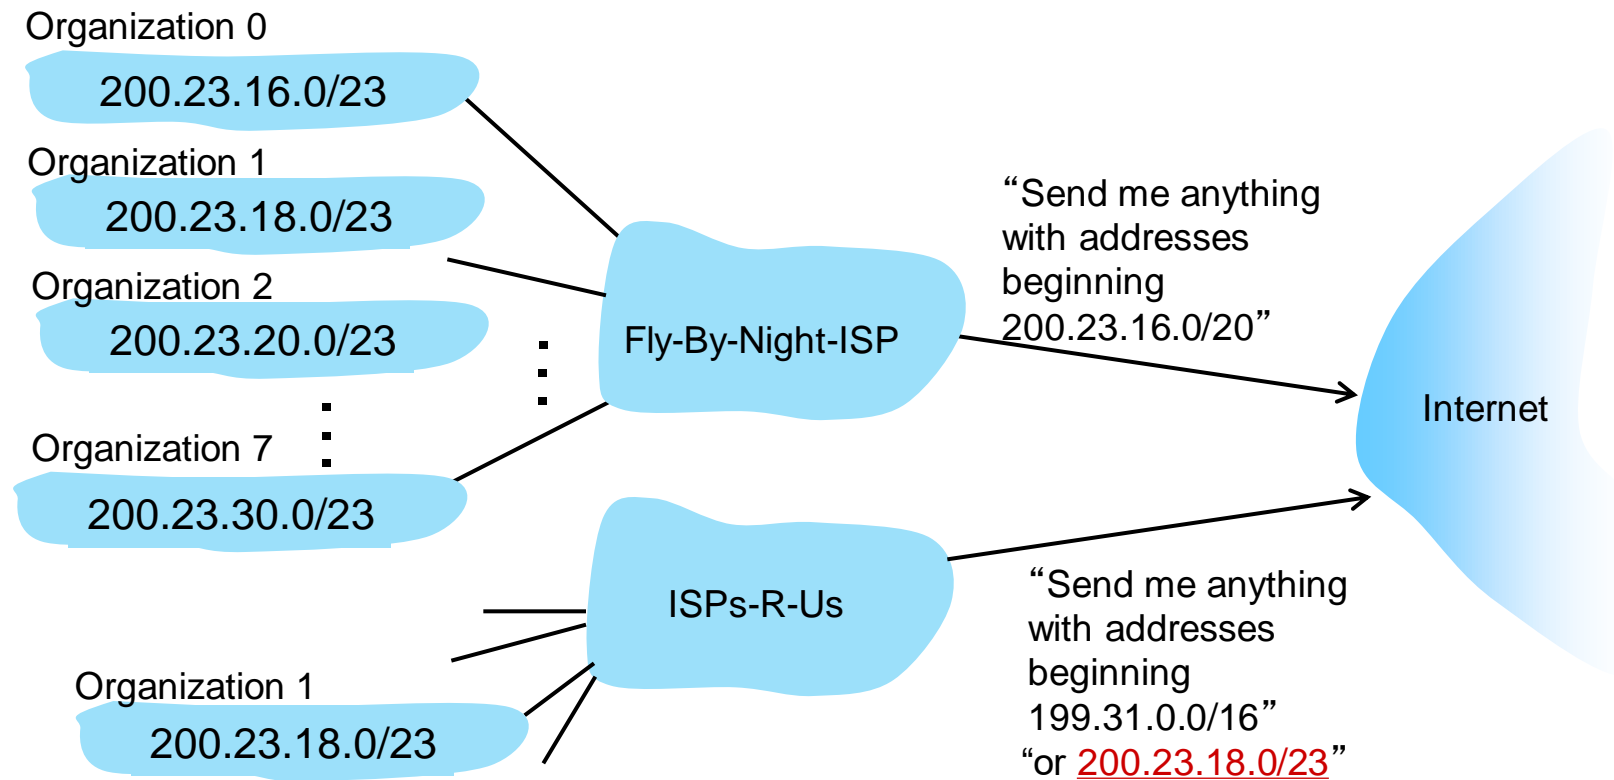 Organization 0
200.23.16.0/23
Organization 1
200.23.18.0/23
Organization 2
200.23.20.0/23
Organization 7
200.23.30.0/23
Fly-By-Night-ISP
“Send me anything
with addresses
beginning
200.23.16.0/20”
Internet
ISPs-R-Us
Organization 1
200.23.18.0/23
“Send me anything
with addresses
beginning
199.31.0.0/16”
“or 200.23.18.0/23”